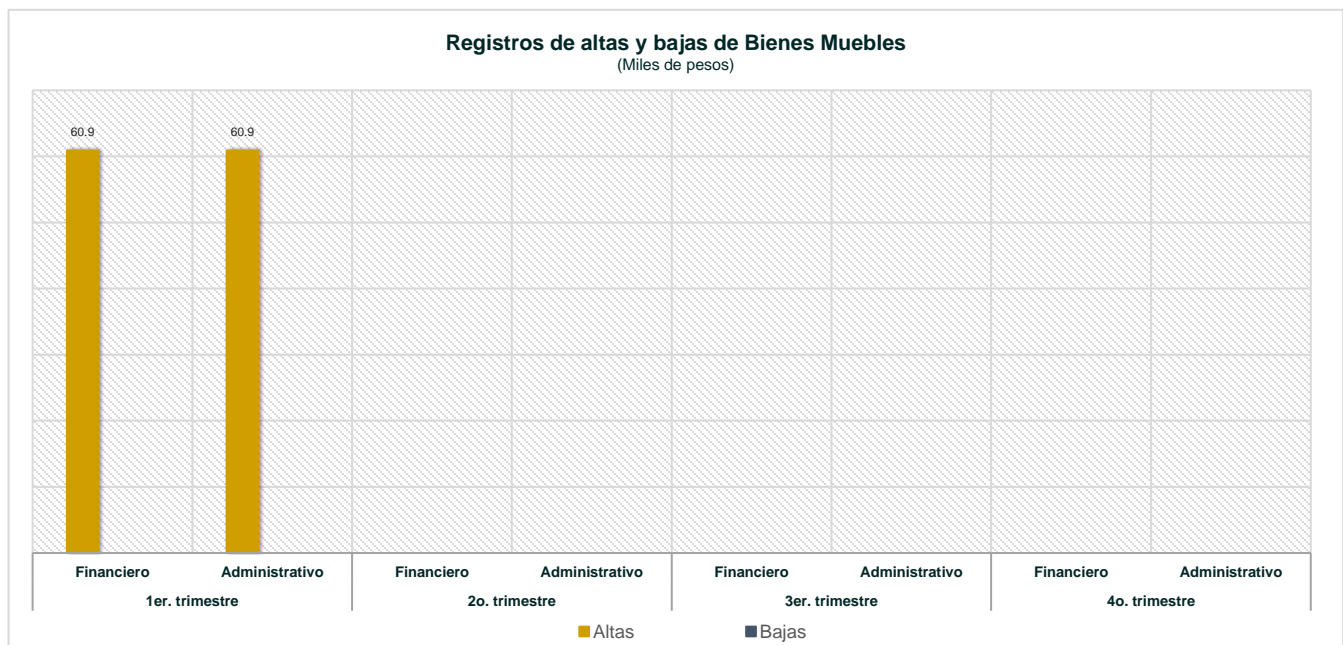 Registros de altas y bajas de Bienes Muebles
(Miles de pesos)
60.9 60.9
Financiero Administrativo Financiero Administrativo Financiero Administrativo Financiero Administrativo
1er. trimestre 2o. trimestre 3er. trimestre 4o. trimestre
Altas Bajas